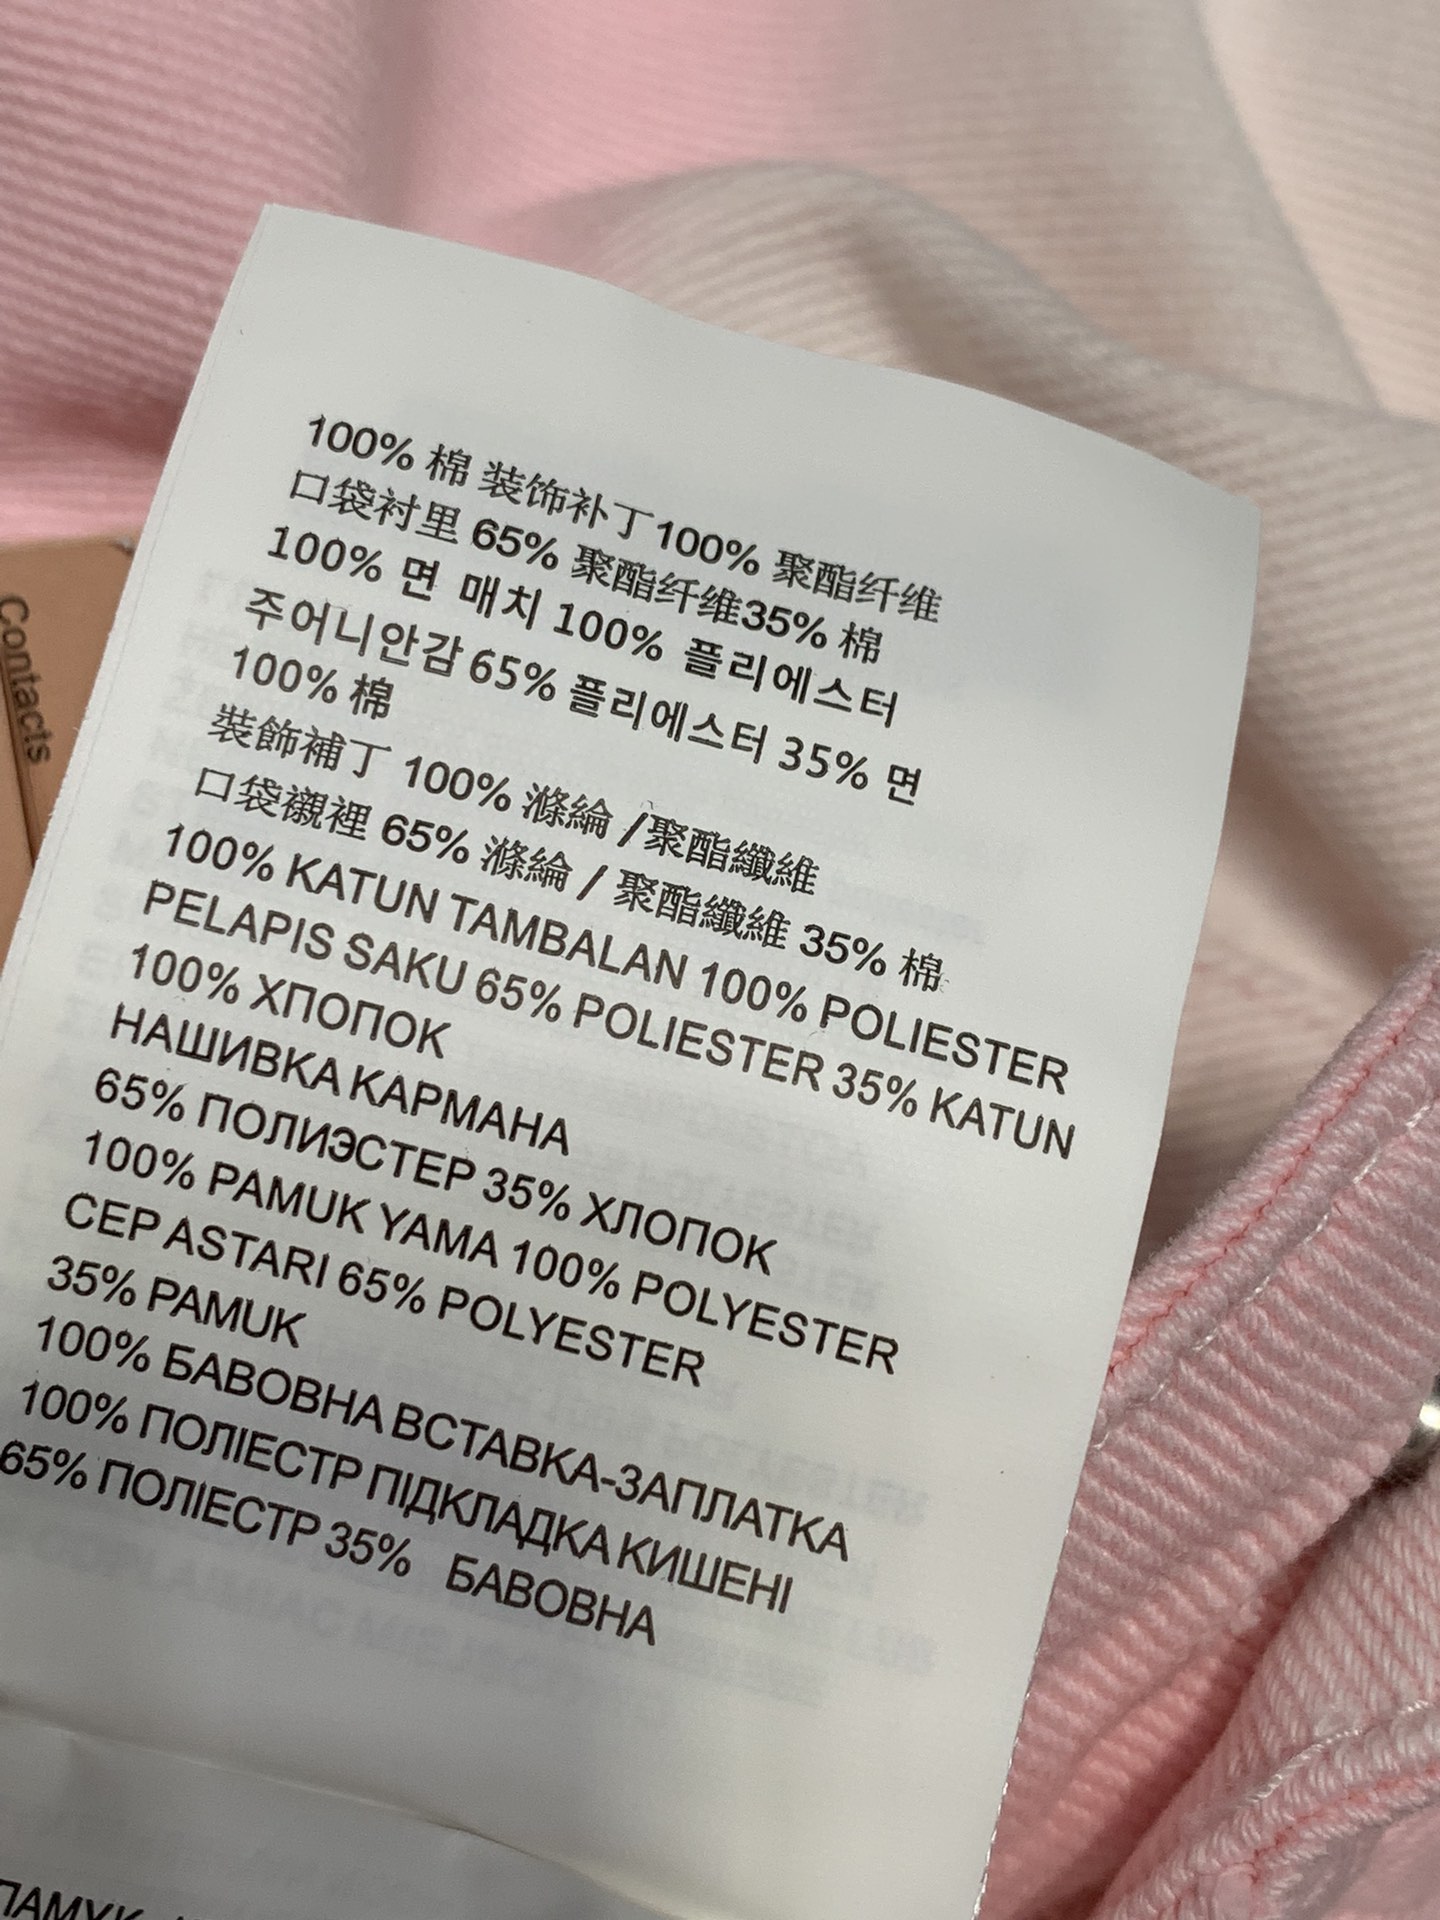 100% 棉 装饰补丁100% 聚酯纤维
口袋衬里 65% 聚酯纤维35% 棉
100% 면 매치 100% 플리에스터
주어니안감 65% 플리에스터 35% 면
100% 棉
裝飾補丁 100% 滌綸 /聚酯纖維
口袋襯裡 65% 滌綸 / 聚酯纖維 35% 棉
100% KATUN TAMBALAN 100% POLIESTER
PELAPIS SAKU 65% POLIESTER 35% KATUN
100% ХПОПОК
НАШИВКА КАРМАНА
65% ПОЛИЭСТЕР 35% ХЛОПОК
100% PAMUK YAMA 100% POLYESTER
CEP ASTARI 65% POLYESTER
35% PAMUK
100% БАВОВНА ВСТАВКА-ЗАПЛАТКА
100% ПОЛІЕСТР ПІДКЛАДКА КИШЕНІ
65% ПОЛІЕСТР 35% БАВОВНА
Contacts